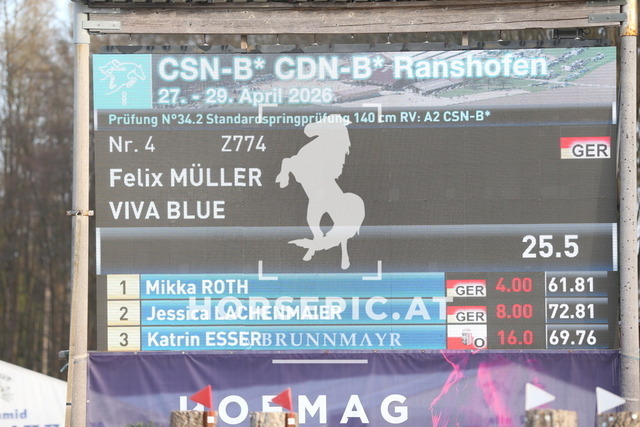 CSN-B* CDN-B* Ranshofen
27. - 29. April 2026
Prüfung N°34.2 Standardspringprüfung 140 cm RV: A2 CSN-B*
Nr. 4 Z774
GER
Felix MÜLLER
VIVA BLUE
25.5
1 Mikka ROTH GER 4.00 61.81
HORSEPIC.AT
2 Jessica LACHENMAIER GER 8.00 72.81
3 Katrin ESSER OÖ 16.0 69.76
BRUNNMAYR
HOFMAG